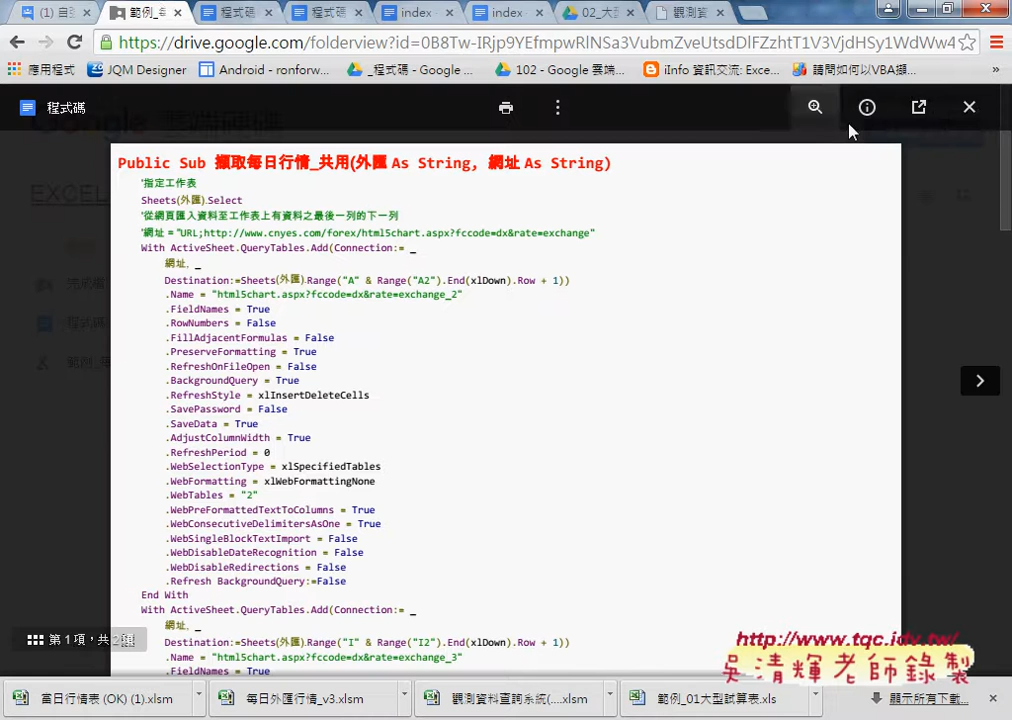 (1) 自
範例_每
程式碼
程式碼
index
index
02_大型
觀測資
https://drive.google.com/folderview?id=0B8Tw-IRjp9YEfmpwRlNSa3VubmZveUtsdDlFZzhtT1V3VjdHSy1WdWw4
應用程式
JQM Designer
Android - ronforw...
_程式碼 - Google ...
102 - Google 雲端...
iInfo 資訊交流: Exce...
請問如何以VBA擷...
»
程式碼
Public Sub 擷取每日行情_共用(外匯 As String, 網址 As String)
'指定工作表
Sheets(外匯).Select
'從網頁匯入資料至工作表上有資料之最後一列的下一列
'網址 = "URL;http://www.cnyes.com/forex/html5chart.aspx?fccode=dx&rate=exchange"
With ActiveSheet.QueryTables.Add(Connection:= _
網址, _
Destination:=Sheets(外匯).Range("A" & Range("A2").End(xlDown).Row + 1))
.Name = "html5chart.aspx?fccode=dx&rate=exchange_2"
.FieldNames = True
.RowNumbers = False
.FillAdjacentFormulas = False
.PreserveFormatting = True
.RefreshOnFileOpen = False
.BackgroundQuery = True
.RefreshStyle = xlInsertDeleteCells
.SavePassword = False
.SaveData = True
.AdjustColumnWidth = True
.RefreshPeriod = 0
.WebSelectionType = xlSpecifiedTables
.WebFormatting = xlWebFormattingNone
.WebTables = "2"
.WebPreFormattedTextToColumns = True
.WebConsecutiveDelimitersAsOne = True
.WebSingleBlockTextImport = False
.WebDisableDateRecognition = False
.WebDisableRedirections = False
.Refresh BackgroundQuery:=False
End With
With ActiveSheet.QueryTables.Add(Connection:= _
網址, _
Destination:=Sheets(外匯).Range("I" & Range("I2").End(xlDown).Row + 1))
.Name = "html5chart.aspx?fccode=dx&rate=exchange_3"
.FieldNames = True
第 1 項，共 2 項
http://www.tqc.idv.tw/
吳清輝老師錄製
當日行情表 (OK) (1).xlsm
每日外匯行情_v3.xlsm
觀測資料查詢系統(....xlsm
範例_01大型試算表.xls
顯示所有下載...